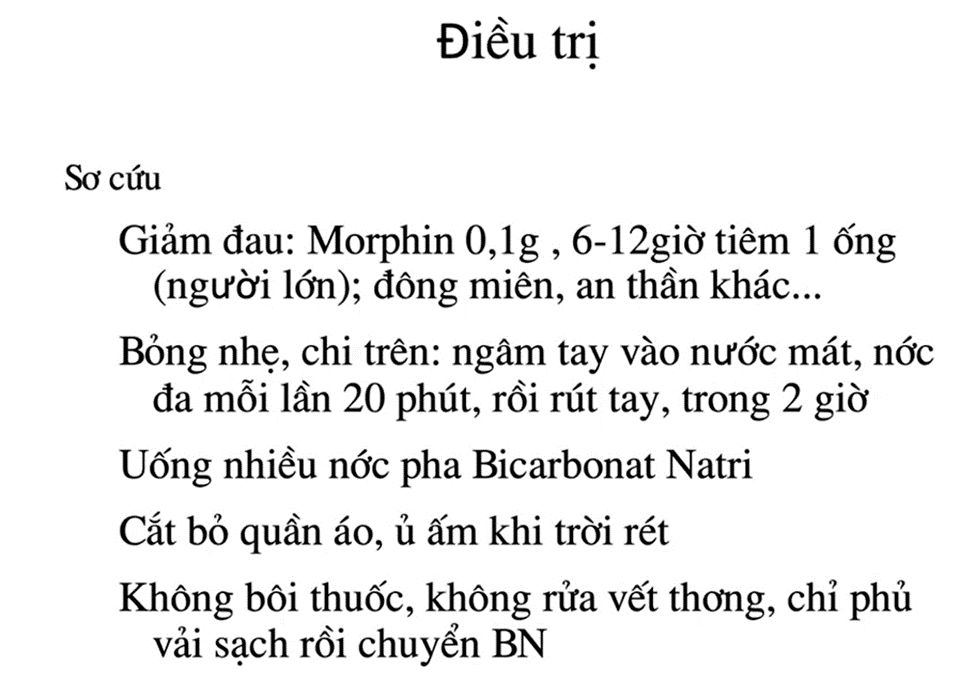 Điều trị
Sơ cứu
Giảm đau: Morphin 0,1g , 6-12giờ tiêm 1 ống
(người lớn); đông miên, an thần khác...
Bỏng nhẹ, chi trên: ngâm tay vào nước mát, nớc
đa mỗi lần 20 phút, rồi rút tay, trong 2 giờ
Uống nhiều nớc pha Bicarbonat Natri
Cắt bỏ quần áo, ủ ấm khi trời rét
Không bôi thuốc, không rửa vết thơng, chỉ phủ
vải sạch rồi chuyển BN